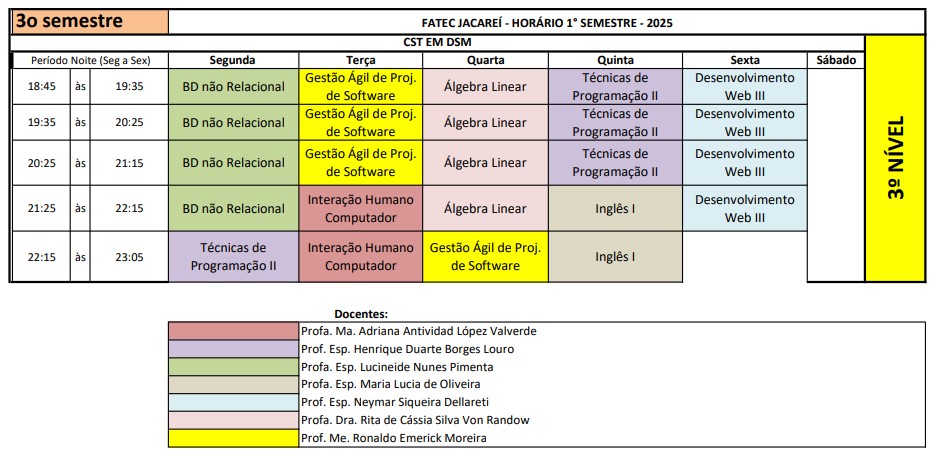 3o semestre
FATEC JACAREÍ - HORÁRIO 1° SEMESTRE - 2025
CST EM DSM
Período Noite (Seg a Sex) Segunda Terça Quarta Quinta Sexta Sábado
18:45 às 19:35 BD não Relacional Gestão Ágil de Proj. de Software Álgebra Linear Técnicas de Programação II Desenvolvimento Web III
19:35 às 20:25 BD não Relacional Gestão Ágil de Proj. de Software Álgebra Linear Técnicas de Programação II Desenvolvimento Web III
20:25 às 21:15 BD não Relacional Gestão Ágil de Proj. de Software Álgebra Linear Técnicas de Programação II Desenvolvimento Web III
21:25 às 22:15 BD não Relacional Interação Humano Computador Álgebra Linear Inglês I Desenvolvimento Web III
22:15 às 23:05 Técnicas de Programação II Interação Humano Computador Gestão Ágil de Proj. de Software Inglês I
3º NÍVEL
Docentes:
Profa. Ma. Adriana Antividad López Valverde
Prof. Esp. Henrique Duarte Borges Louro
Prof. Esp. Lucineide Nunes Pimenta
Profa. Esp. Maria Lucia de Oliveira
Prof. Esp. Neymar Siqueira Dellareti
Profa. Dra. Rita de Cássia Silva Von Randow
Prof. Me. Ronaldo Emerick Moreira